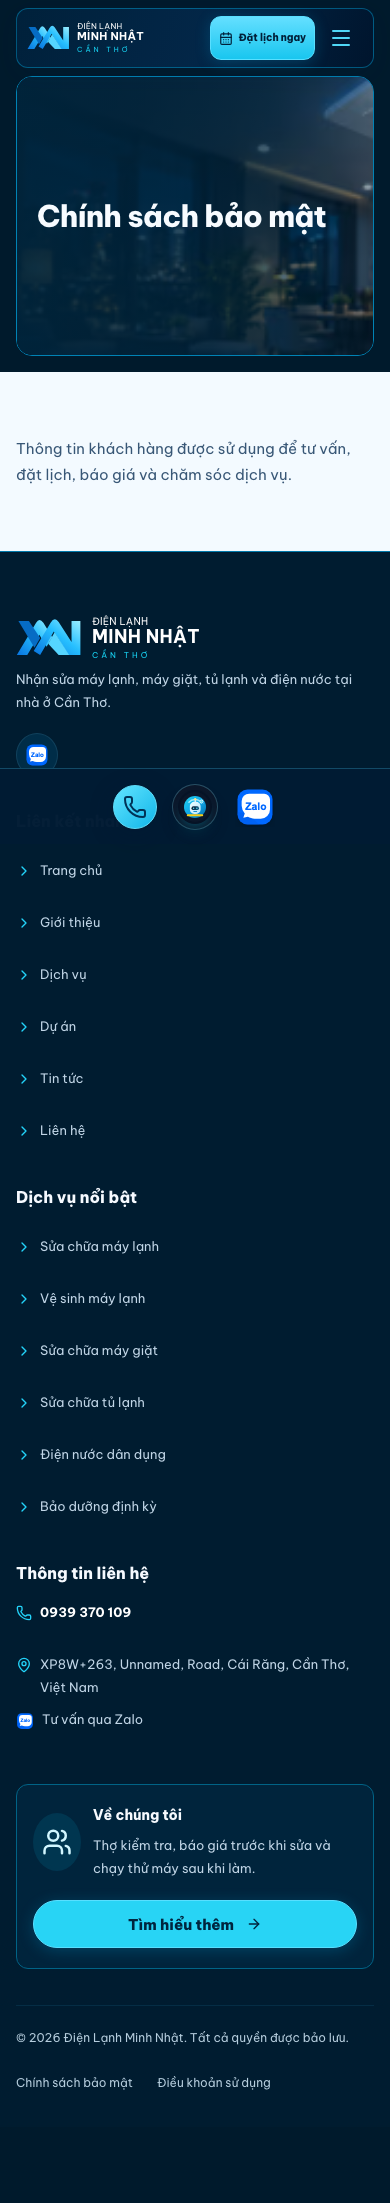 ĐIỆN LẠNH
MINH NHẬT
CẦN THƠ
Đặt lịch ngay
Chính sách bảo mật
Thông tin khách hàng được sử dụng để tư vấn,
đặt lịch, báo giá và chăm sóc dịch vụ.
ĐIỆN LẠNH
MINH NHẬT
CẦN THƠ
Nhận sửa máy lạnh, máy giặt, tủ lạnh và điện nước tại
nhà ở Cần Thơ.
Zalo
Zalo
Trang chủ
Giới thiệu
Dịch vụ
Dự án
Tin tức
Liên hệ
Dịch vụ nổi bật
Sửa chữa máy lạnh
Vệ sinh máy lạnh
Sửa chữa máy giặt
Sửa chữa tủ lạnh
Điện nước dân dụng
Bảo dưỡng định kỳ
Thông tin liên hệ
0939 370 109
XP8W+263, Unnamed, Road, Cái Răng, Cần Thơ,
Việt Nam
Zalo Tư vấn qua Zalo
Về chúng tôi
Thợ kiểm tra, báo giá trước khi sửa và
chạy thử máy sau khi làm.
Tìm hiểu thêm
© 2026 Điện Lạnh Minh Nhật. Tất cả quyền được bảo lưu.
Chính sách bảo mật Điều khoản sử dụng